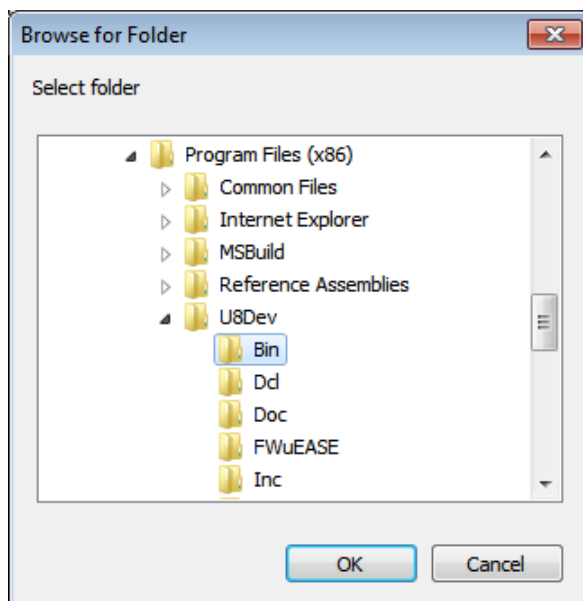 Browse for Folder
Select folder
Program Files (x86)
Common Files
Internet Explorer
MSBuild
Reference Assemblies
U8Dev
Bin
Dcl
Doc
FWuEASE
Inc
OK Cancel